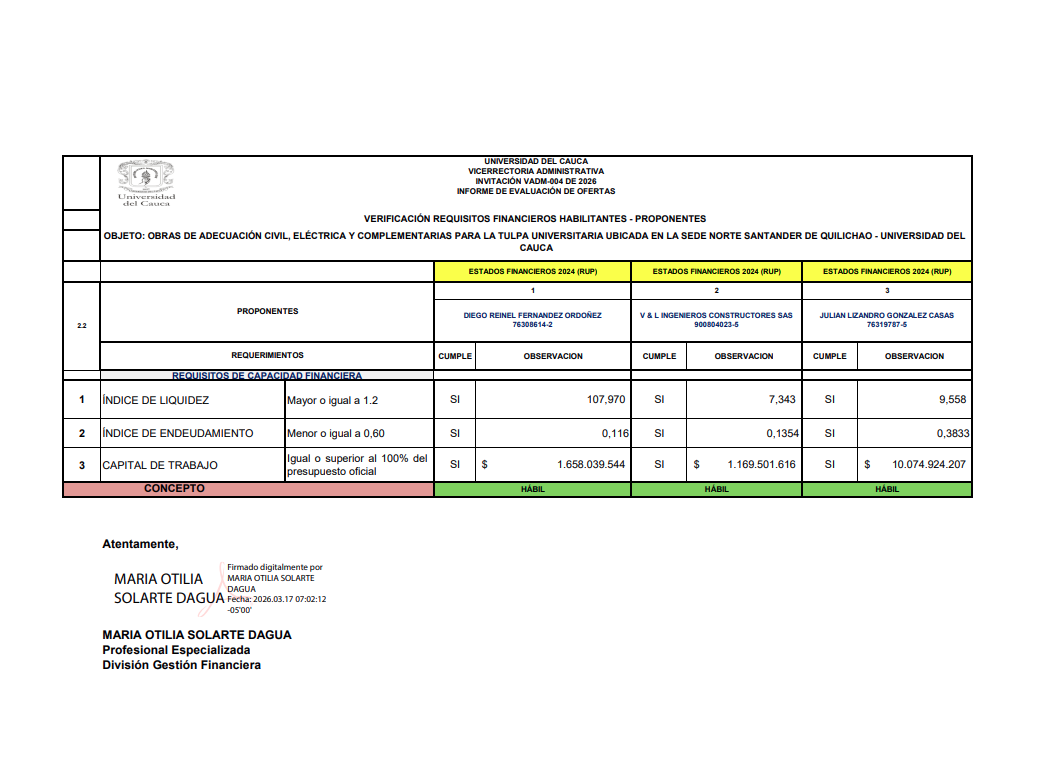 Universidad
del Cauca
UNIVERSIDAD DEL CAUCA
VICERRECTORIA ADMINISTRATIVA
INVITACIÓN VADM-004 DE 2026
INFORME DE EVALUACIÓN DE OFERTAS
VERIFICACIÓN REQUISITOS FINANCIEROS HABILITANTES - PROPONENTES
OBJETO: OBRAS DE ADECUACIÓN CIVIL, ELÉCTRICA Y COMPLEMENTARIAS PARA LA TULPA UNIVERSITARIA UBICADA EN LA SEDE NORTE SANTANDER DE QUILICHAO - UNIVERSIDAD DEL
CAUCA
ESTADOS FINANCIEROS 2024 (RUP) ESTADOS FINANCIEROS 2024 (RUP) ESTADOS FINANCIEROS 2024 (RUP)
2.2 PROPONENTES
1 2 3
DIEGO REINEL FERNANDEZ ORDOÑEZ V & L INGENIEROS CONSTRUCTORES SAS JULIAN LIZANDRO GONZALEZ CASAS
76308614-2 900804023-5 76319787-5
REQUERIMIENTOS CUMPLE OBSERVACION CUMPLE OBSERVACION CUMPLE OBSERVACION
REQUISITOS DE CAPACIDAD FINANCIERA
1 ÍNDICE DE LIQUIDEZ Mayor o igual a 1.2 SI 107,970 SI 7,343 SI 9,558
2 ÍNDICE DE ENDEUDAMIENTO Menor o igual a 0,60 SI 0,116 SI 0,1354 SI 0,3833
3 CAPITAL DE TRABAJO Igual o superior al 100% del presupuesto oficial SI $ 1.658.039.544 SI $ 1.169.501.616 SI $ 10.074.924.207
CONCEPTO HÁBIL HÁBIL HÁBIL
Atentamente,
MARIA OTILIA
SOLARTE DAGUA
Firmado digitalmente por
MARIA OTILIA SOLARTE
DAGUA
Fecha: 2026.03.17 07:02:12
-05'00'
MARIA OTILIA SOLARTE DAGUA
Profesional Especializada
División Gestión Financiera